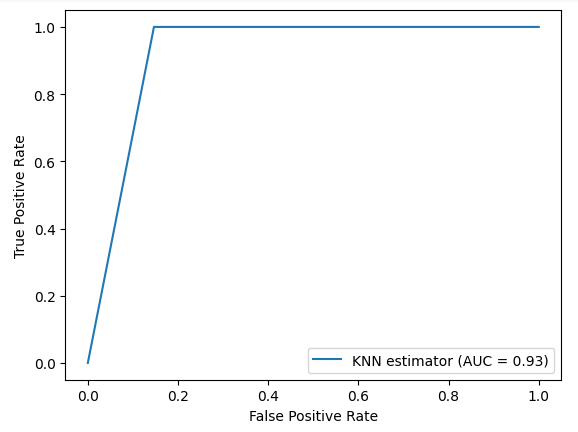 1.0
0.8
0.6
0.4
0.2
0.0
True Positive Rate
KNN estimator (AUC = 0.93)
0.0 0.2 0.4 0.6 0.8 1.0
False Positive Rate